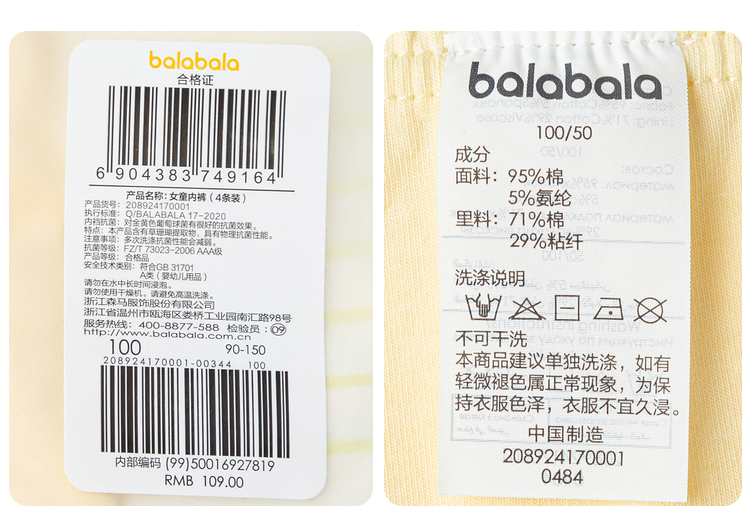 balabala
合格证
6 904383 749164
产品名称：女童内裤（4条装）
产品货号：208924170001
执行标准：Q/BALABALA 17-2020
内裆抗菌：对金黄色葡萄球菌有很好的抗菌效果。
特点：本产品含有草珊瑚提取物，具有物理抗菌性能。
注意事项：多次洗涤抗菌性能会减弱。
抗菌等级：FZ/T 73023-2006 AAA级
产品等级：合格品
安全技术类别：符合GB 31701
A类（婴幼儿用品）
请勿在水中长时间浸泡。
请勿使用干燥机，请避免高温洗涤。
浙江森马服饰股份有限公司
浙江省温州市瓯海区娄桥工业园南汇路98号
服务热线：400-8877-588 检验员：09
http://www.balabala.com.cn
100 90-150
208924170001-00344 100
内部编码 (99)50016927819
RMB 109.00
balabala
100/50
成分
面料：95%棉
5%氨纶
里料：71%棉
29%粘纤
洗涤说明
不可干洗
本商品建议单独洗涤，如有
轻微褪色属正常现象，为保
持衣服色泽，衣服不宜久浸。
中国制造
208924170001
0484